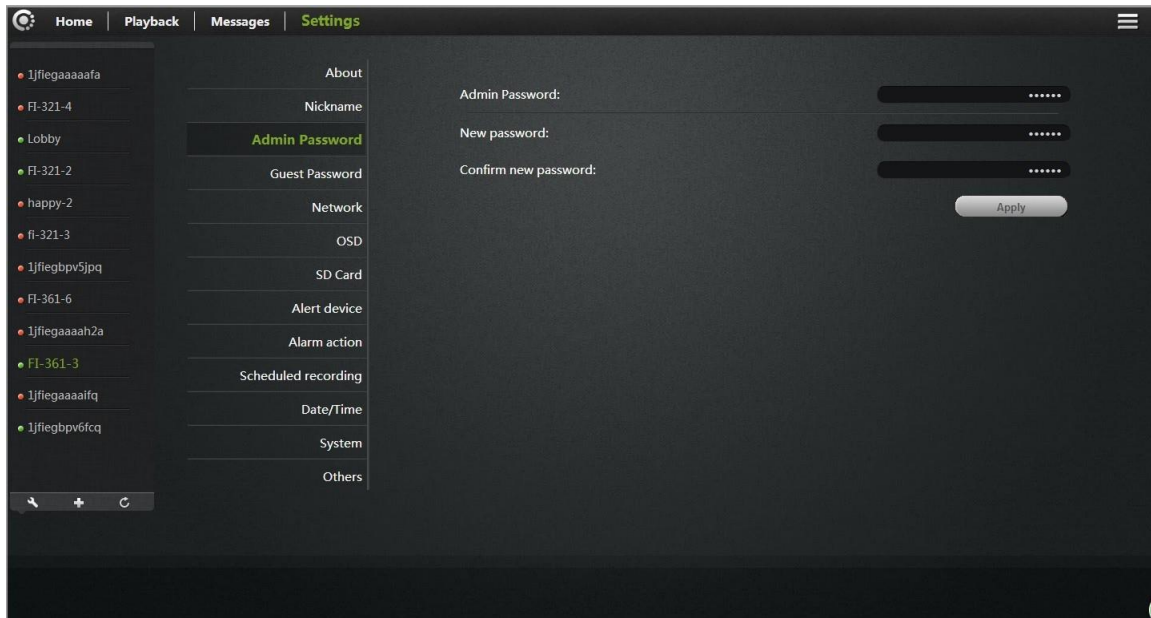 Home Playback Messages Settings
1jfiegaaaaafa
FI-321-4
Lobby
FI-321-2
happy-2
fi-321-3
1jfiegbpv5jpq
FI-361-6
1jfiegaaaah2a
FI-361-3
1jfiegaaaaifq
1jfiegbpv6fcq
About
Nickname
Admin Password
Guest Password
Network
OSD
SD Card
Alert device
Alarm action
Scheduled recording
Date/Time
System
Others
Admin Password: ••••••
New password: ••••••
Confirm new password: ••••••
Apply